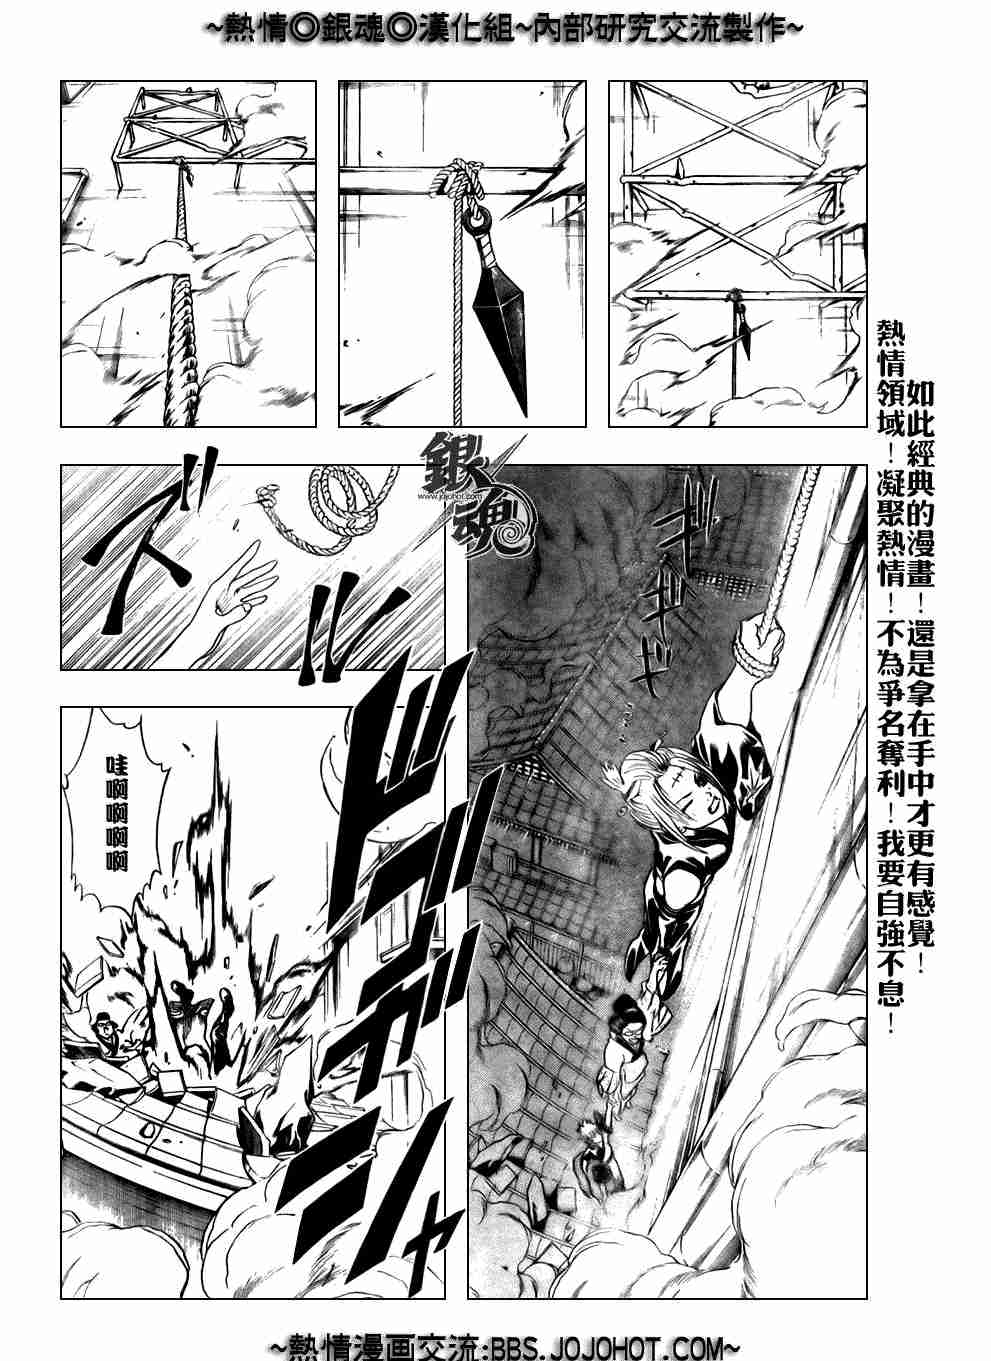 ~熱情◎銀魂◎漢化組~內部研究交流製作~
如此經典的漫畫！還是拿在手中才更有感覺！
熱情領域！凝聚熱情！不為爭名奪利！我要自強不息！
銀魂
www.jojohot.com
ズル
ギギ
ドガガシャ
哇啊啊啊啊
~熱情漫画交流:BBS.JOJOHOT.COM~